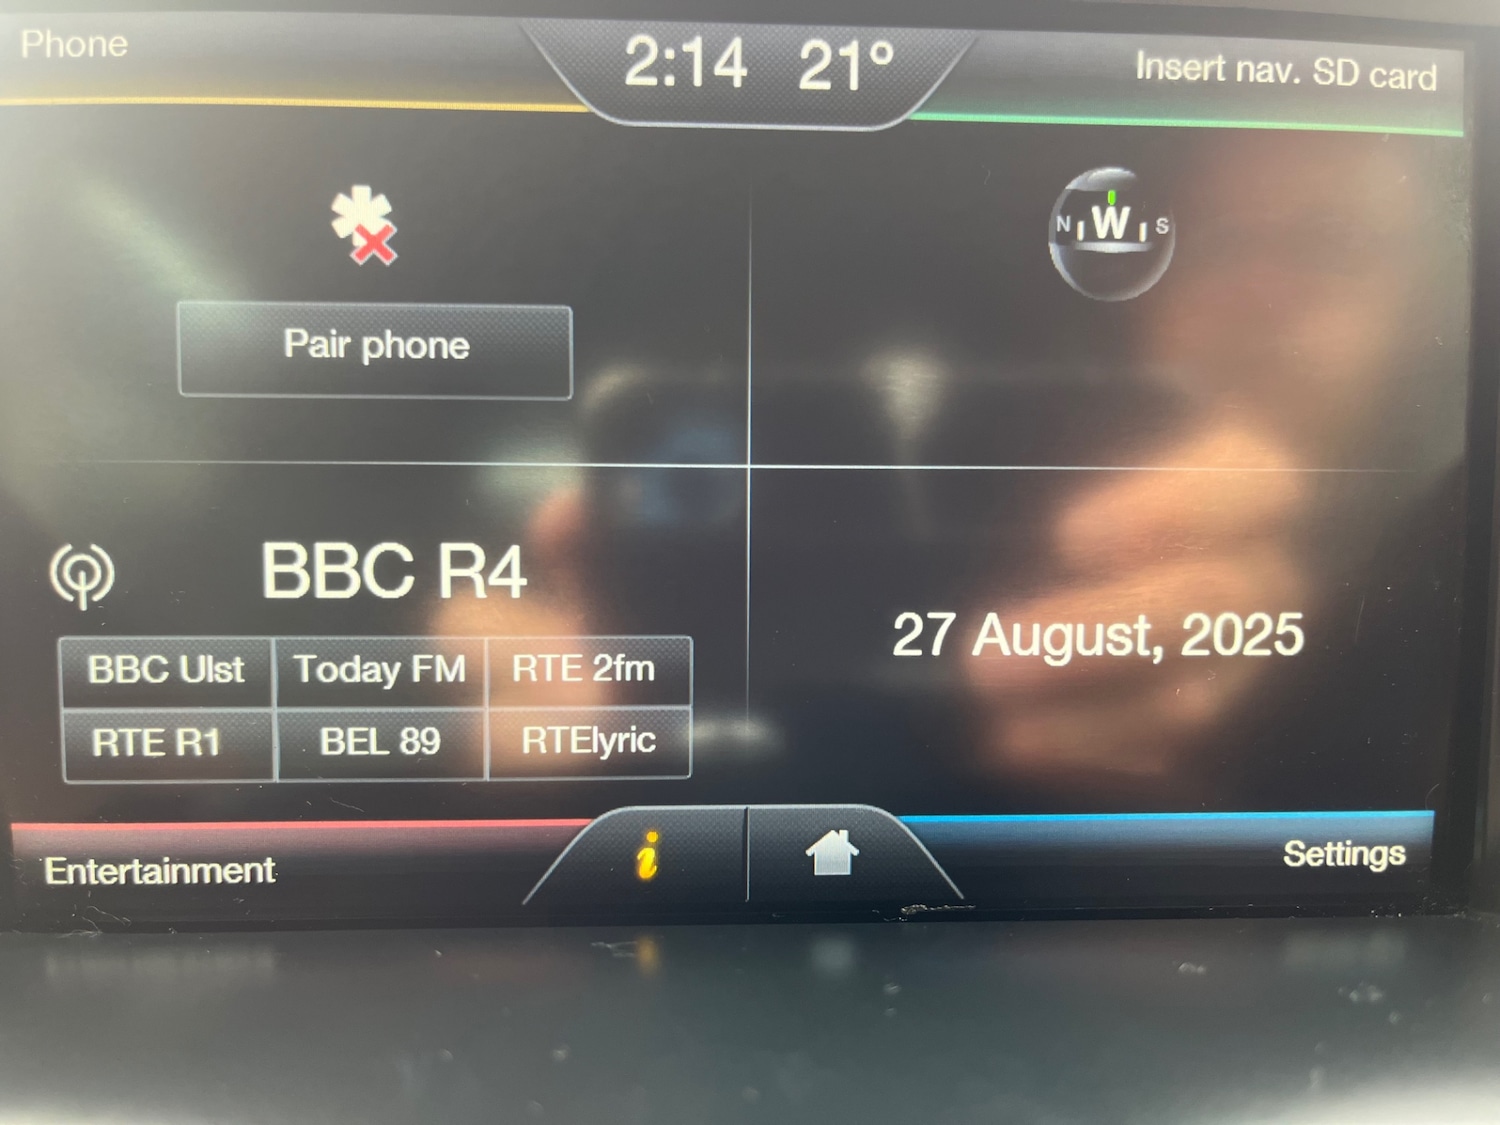 Phone
2:14 21°
Insert nav. SD card
N W S
Pair phone
BBC R4
BBC Ulst Today FM RTE 2fm
RTE R1 BEL 89 RTElyric
27 August, 2025
Entertainment
i
Settings